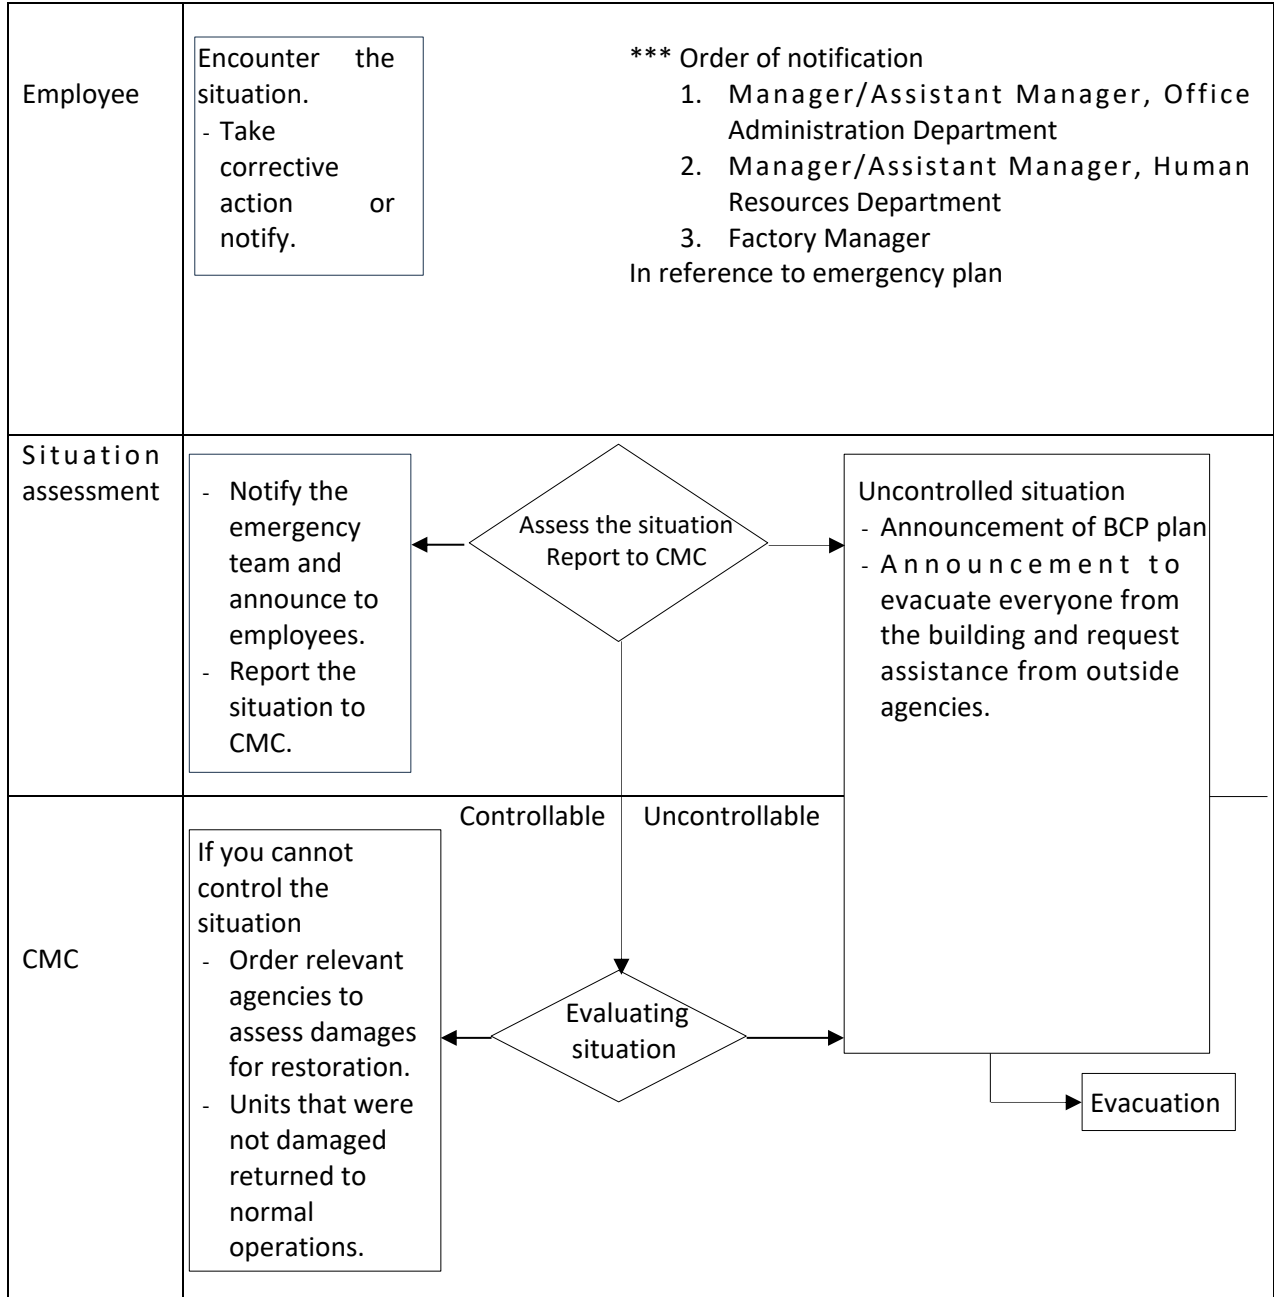 Employee
Encounter the
situation.
- Take
corrective
action or
notify.
*** Order of notification
1. Manager/Assistant Manager, Office
Administration Department
2. Manager/Assistant Manager, Human
Resources Department
3. Factory Manager
In reference to emergency plan
Situation
assessment
- Notify the
emergency
team and
announce to
employees.
- Report the
situation to
CMC.
Assess the situation
Report to CMC
Uncontrolled situation
- Announcement of BCP plan
- Announcement to
evacuate everyone from
the building and request
assistance from outside
agencies.
CMC
Controllable
Uncontrollable
If you cannot
control the
situation
- Order relevant
agencies to
assess damages
for restoration.
- Units that were
not damaged
returned to
normal
operations.
Evaluating
situation
Evacuation